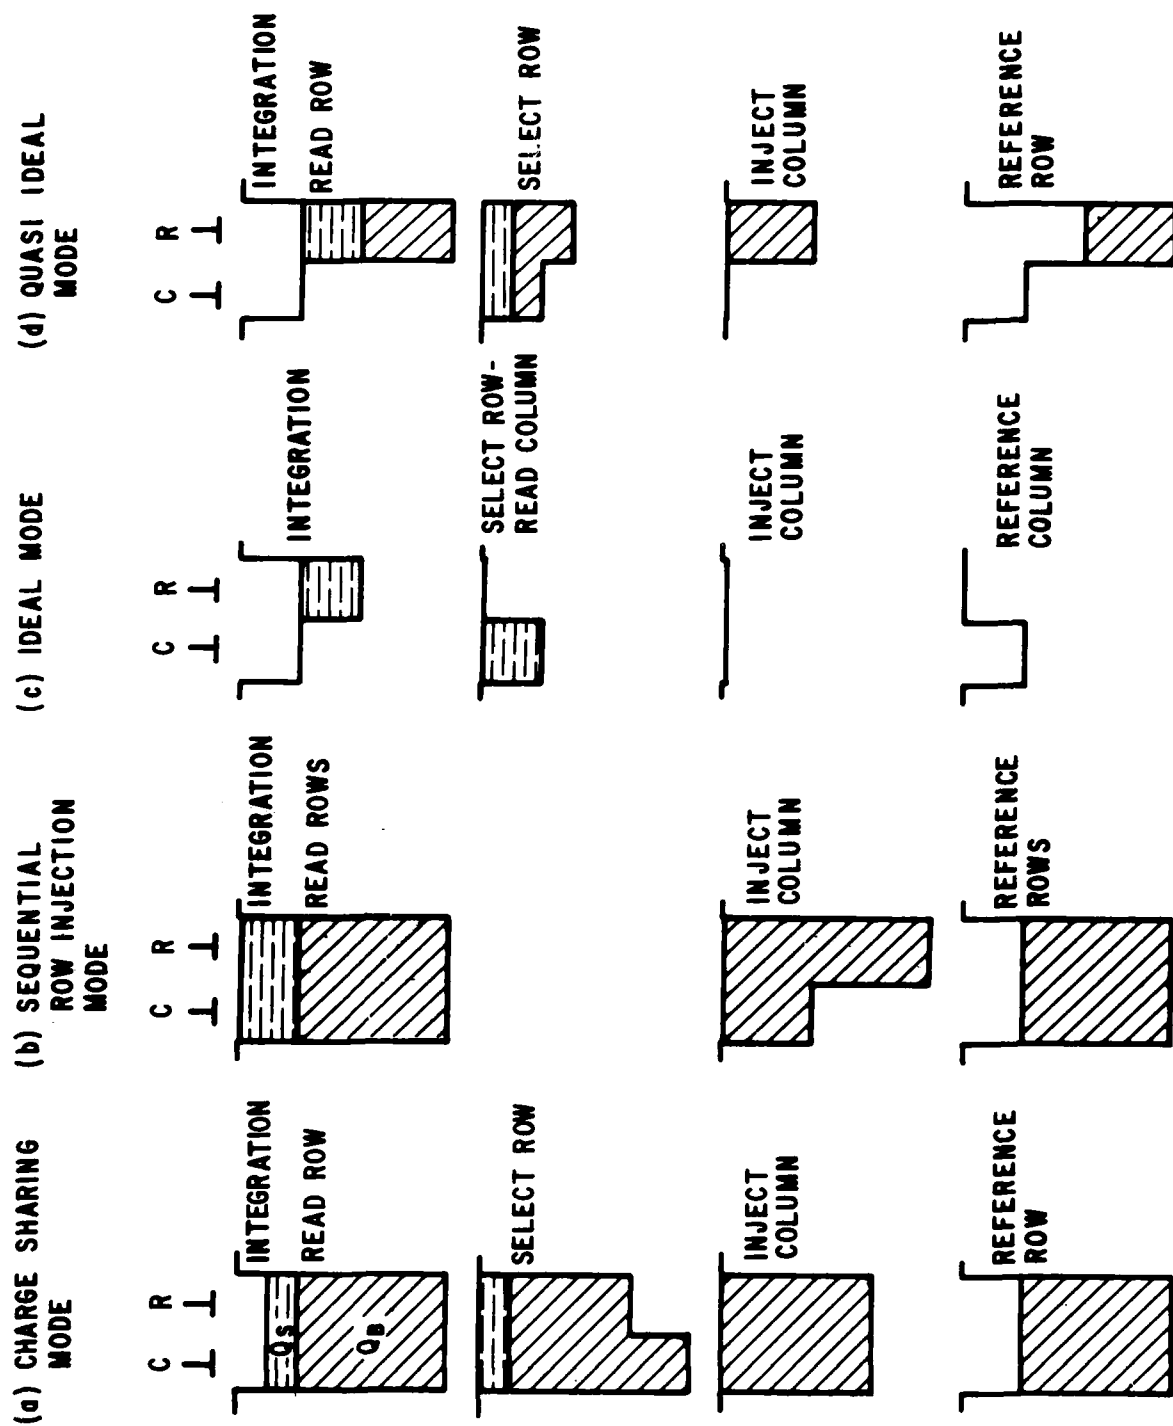 (a) CHARGE SHARING
MODE
C R
INTEGRATION
READ ROW
Qs
QB
SELECT ROW
INJECT
COLUMN
REFERENCE
ROW
(b) SEQUENTIAL
ROW INJECTION
MODE
C R
INTEGRATION
READ ROWS
INJECT
COLUMN
REFERENCE
ROWS
(c) IDEAL MODE
C R
INTEGRATION
SELECT ROW-
READ COLUMN
INJECT
COLUMN
REFERENCE
COLUMN
(d) QUASI IDEAL
MODE
C R
INTEGRATION
READ ROW
SELECT ROW
INJECT
COLUMN
REFERENCE
ROW